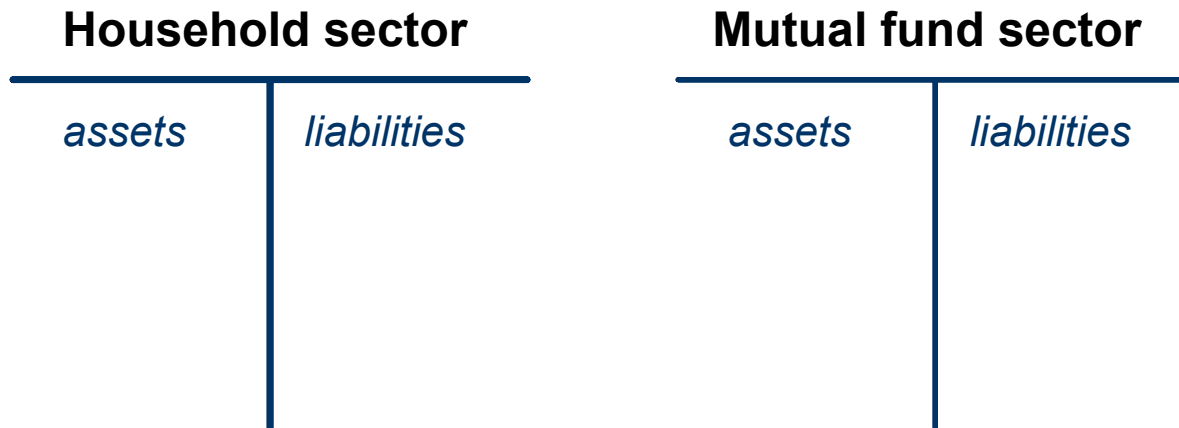 Household sector
assets liabilities
Mutual fund sector
assets liabilities